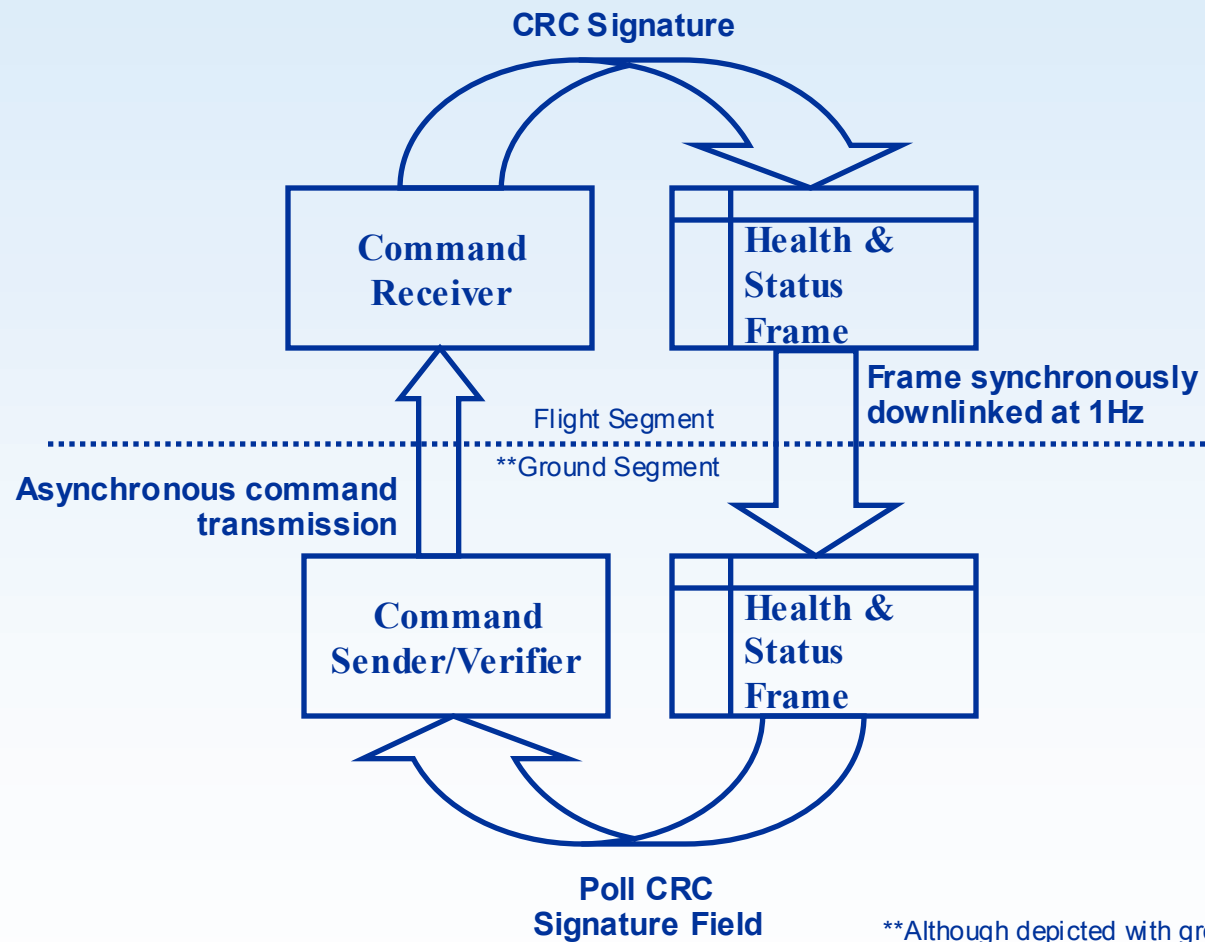 CRC Signature
Command
Receiver
Health &
Status
Frame
Frame synchronously
downlinked at 1Hz
Flight Segment
**Ground Segment
Asynchronous command
transmission
Command
Sender/Verifier
Health &
Status
Frame
Poll CRC
Signature Field
**Although depicted with